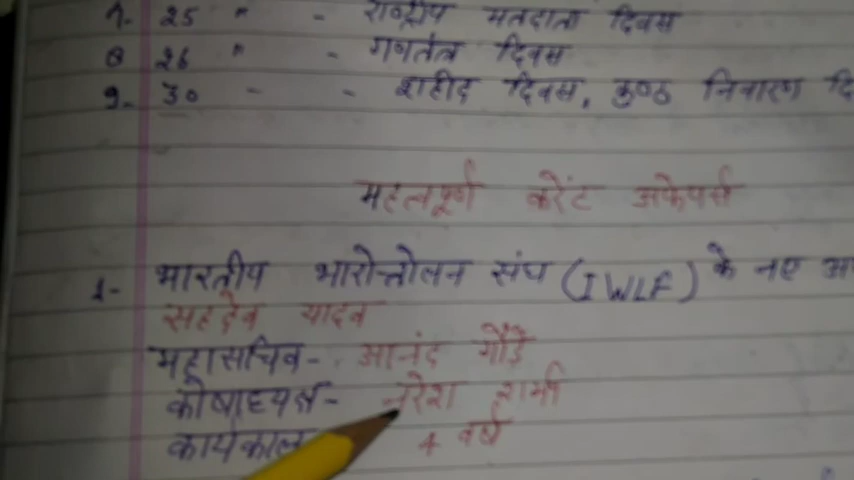 7- 25 " - राष्ट्रीय मतदाता दिवस
8 26 " - गणतंत्र दिवस
9- 30 - - शहीद दिवस, कुष्ठ निवारण दि
महत्वपूर्ण करेंट अफेयर्स
1- भारतीय भारोत्तोलन संघ (IWLF) के नए अ
सहदेव यादव
महासचिव- आनंद गौड़े
कोषाध्यक्ष- नरेश शर्मा
कार्यकाल 4 वर्ष